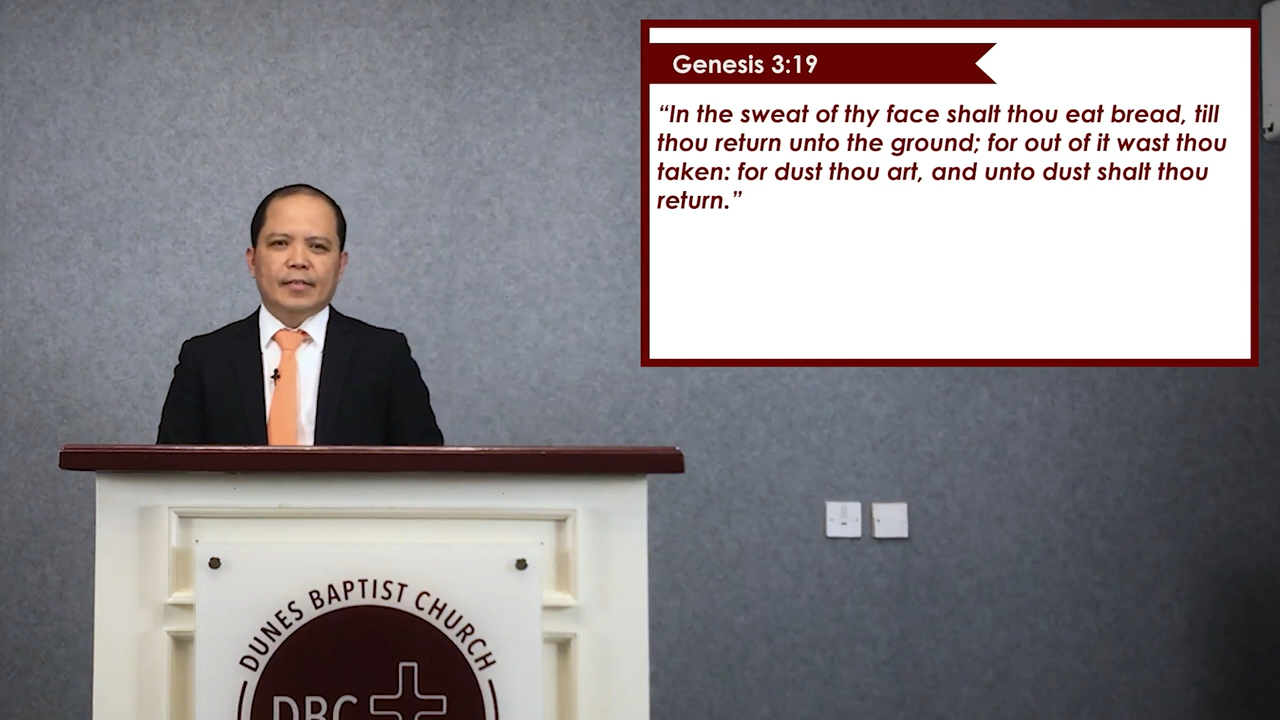 Genesis 3:19
“In the sweat of thy face shalt thou eat bread, till
thou return unto the ground; for out of it wast thou
taken: for dust thou art, and unto dust shalt thou
return.”
DUNES BAPTIST CHURCH
DBC